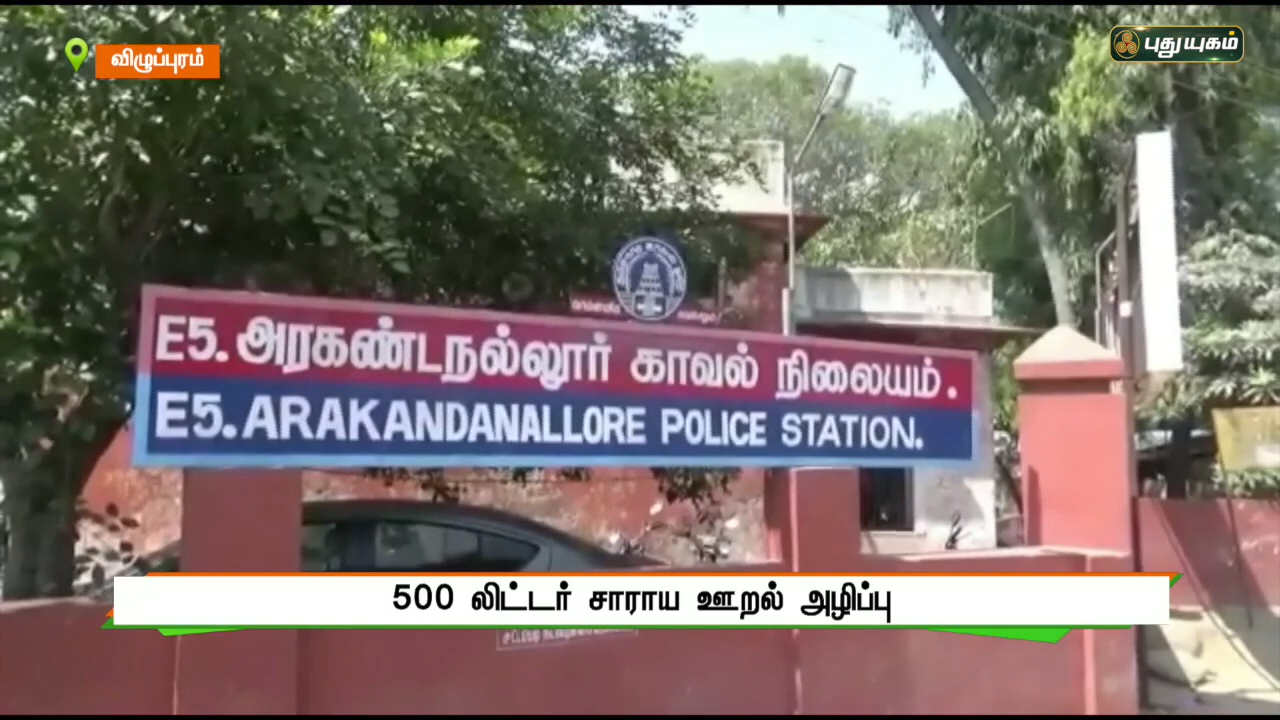 விழுப்புரம்
புதுயுகம்
E5. அரகண்டநல்லூர் காவல் நிலையம்.
E5. ARAKANDANALLORE POLICE STATION.
500 லிட்டர் சாராய ஊறல் அழிப்பு